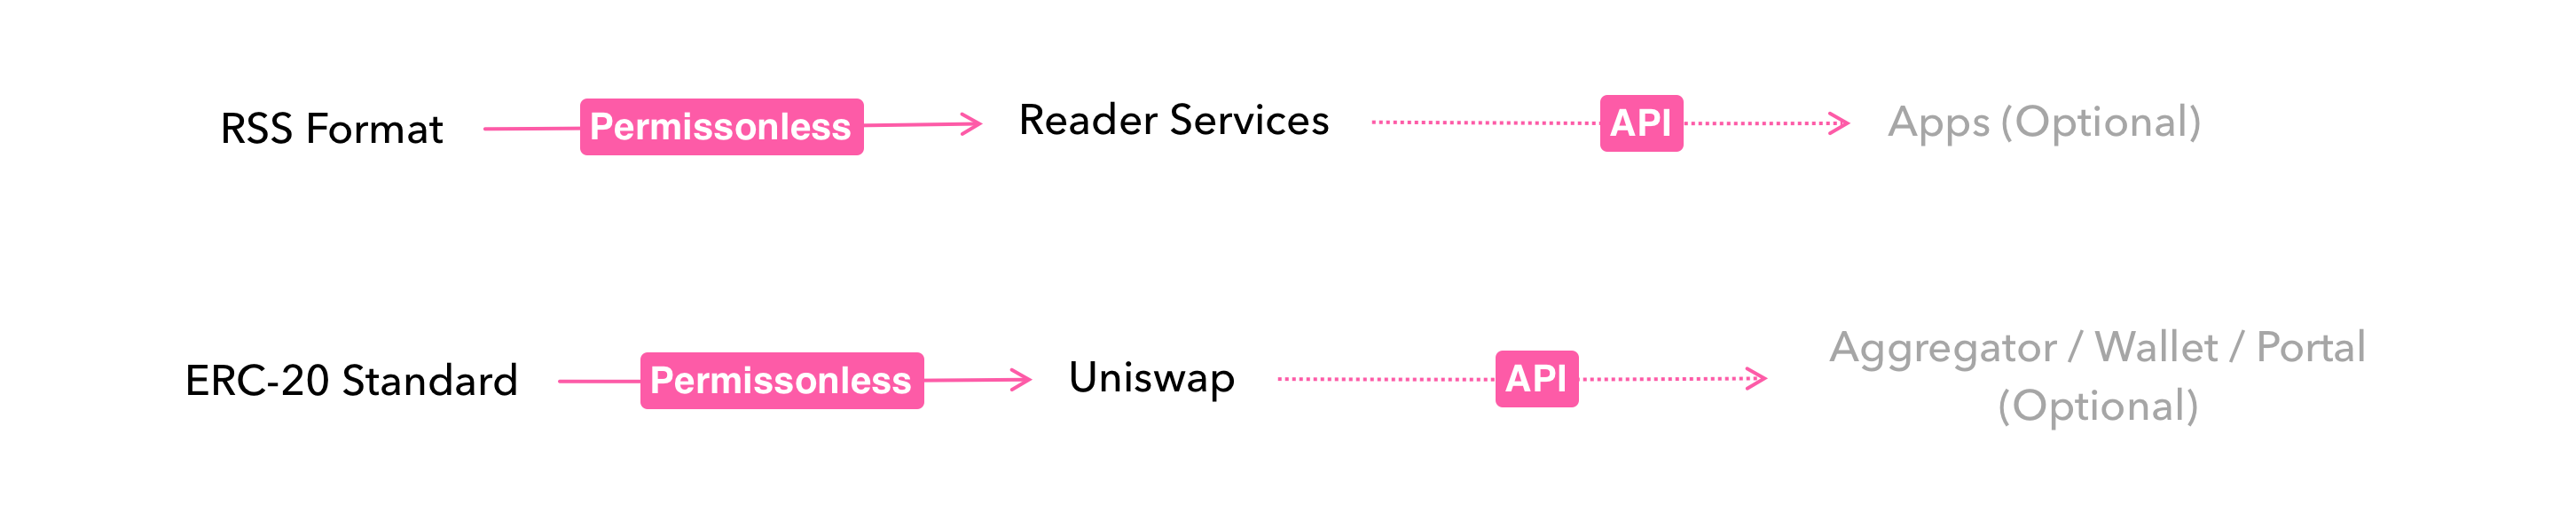 RSS Format Permissonless Reader Services API Apps (Optional)
ERC-20 Standard Permissonless Uniswap API Aggregator / Wallet / Portal
(Optional)